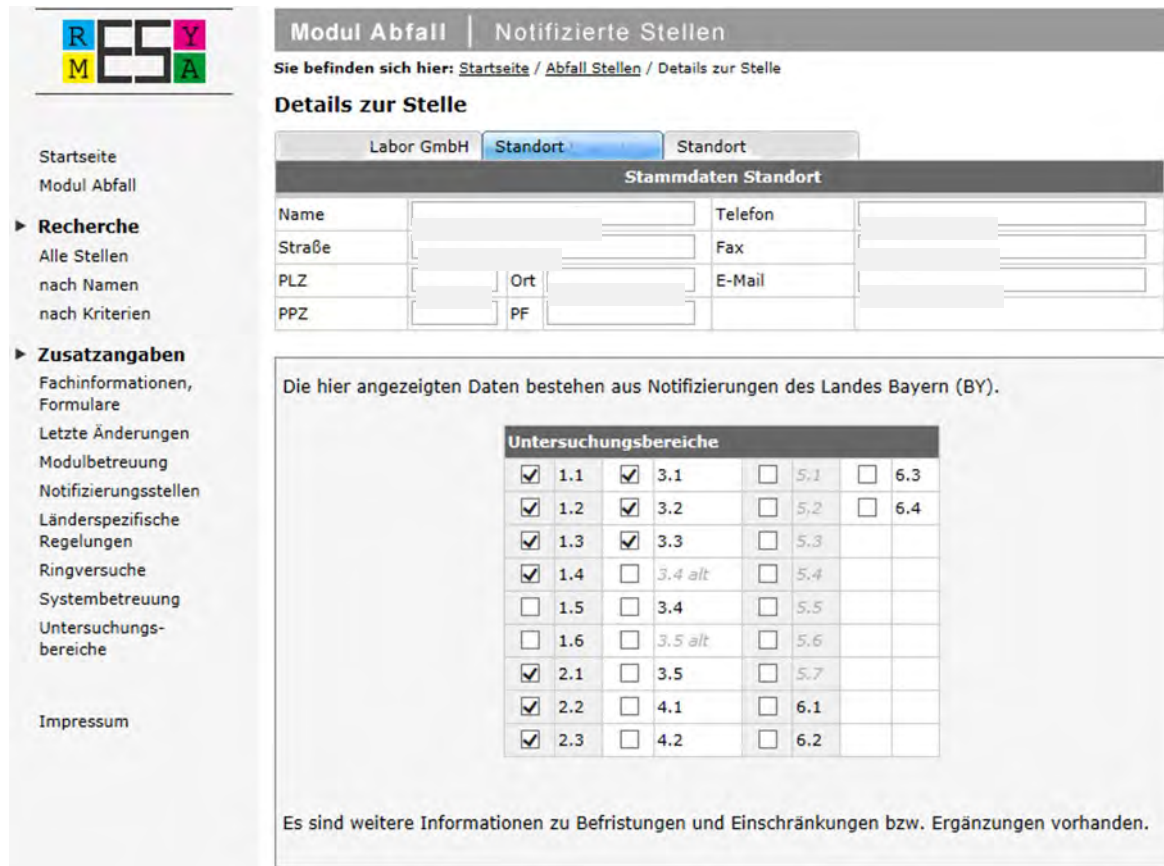 R ES Y
M A
Startseite
Modul Abfall
Recherche
Alle Stellen
nach Namen
nach Kriterien
Zusatzangaben
Fachinformationen,
Formulare
Letzte Änderungen
Modulbetreuung
Notifizierungsstellen
Länderspezifische
Regelungen
Ringversuche
Systembetreuung
Untersuchungs-
bereiche
Impressum
Modul Abfall | Notifizierte Stellen
Sie befinden sich hier: Startseite / Abfall Stellen / Details zur Stelle
Details zur Stelle
Labor GmbH Standort Standort
Stammdaten Standort
Name Telefon
Straße Fax
PLZ Ort E-Mail
PPZ PF
Die hier angezeigten Daten bestehen aus Notifizierungen des Landes Bayern (BY).
Untersuchungsbereiche
1.1 3.1 5.1 6.3
1.2 3.2 5.2 6.4
1.3 3.3 5.3
1.4 3.4 alt 5.4
1.5 3.4 5.5
1.6 3.5 alt 5.6
2.1 3.5 5.7
2.2 4.1 6.1
2.3 4.2 6.2
Es sind weitere Informationen zu Befristungen und Einschränkungen bzw. Ergänzungen vorhanden.